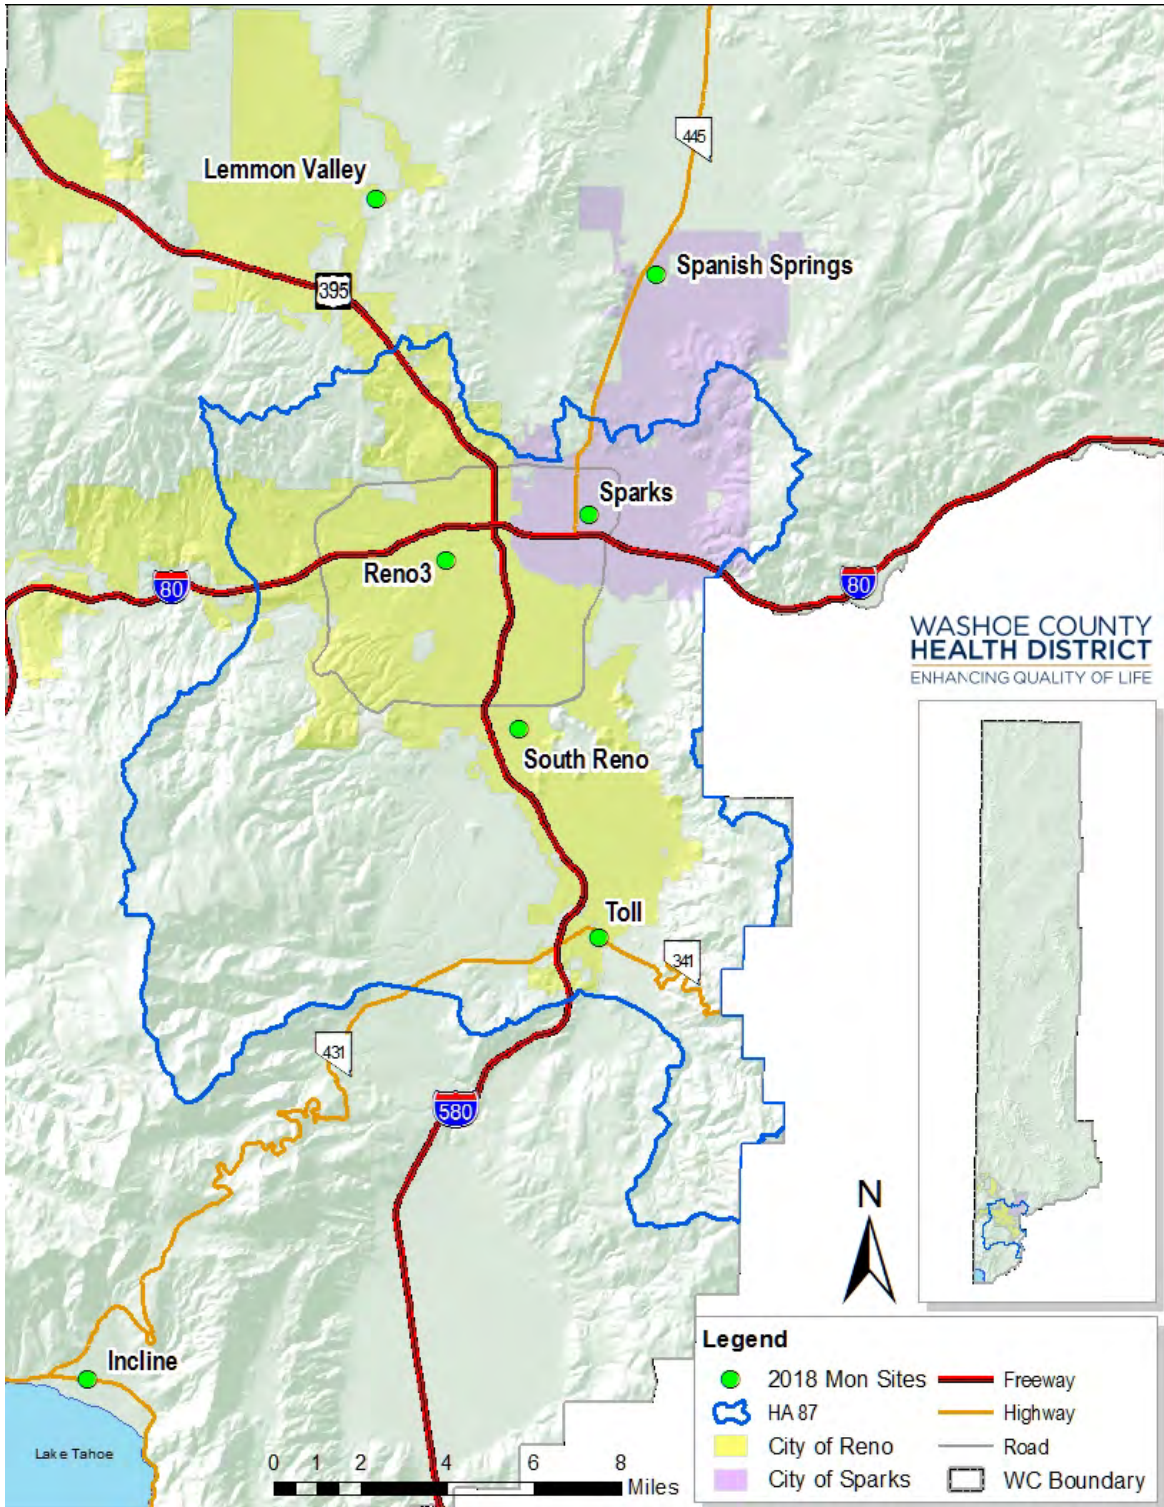 445
Lemmon Valley
Spanish Springs
395
Sparks
Reno3
80
80
WASHOE COUNTY
HEALTH DISTRICT
ENHANCING QUALITY OF LIFE
South Reno
Toll
341
431
580
N
Incline
Lake Tahoe
Legend
2018 Mon Sites
Freeway
HA 87
Highway
City of Reno
Road
City of Sparks
WC Boundary
0 1 2 4 6 8
Miles